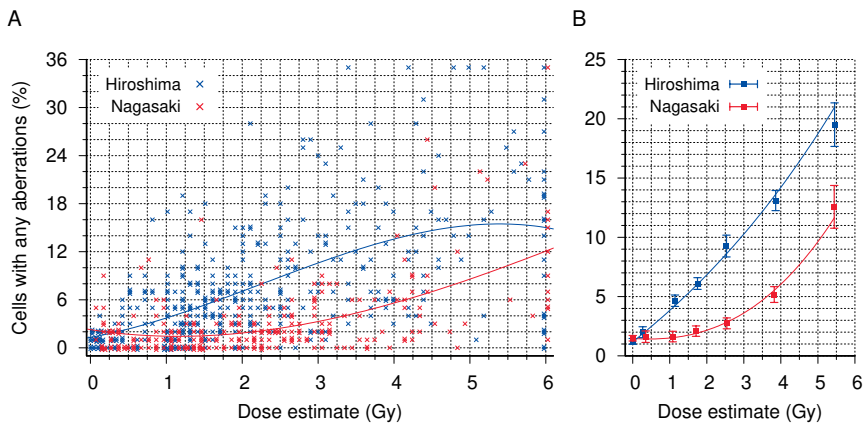 A
Cells with any aberrations (%)
36
30
24
18
12
6
0
Hiroshima
Nagasaki
0 1 2 3 4 5 6
Dose estimate (Gy)
B
25
20
15
10
5
0
Hiroshima
Nagasaki
0 1 2 3 4 5 6
Dose estimate (Gy)